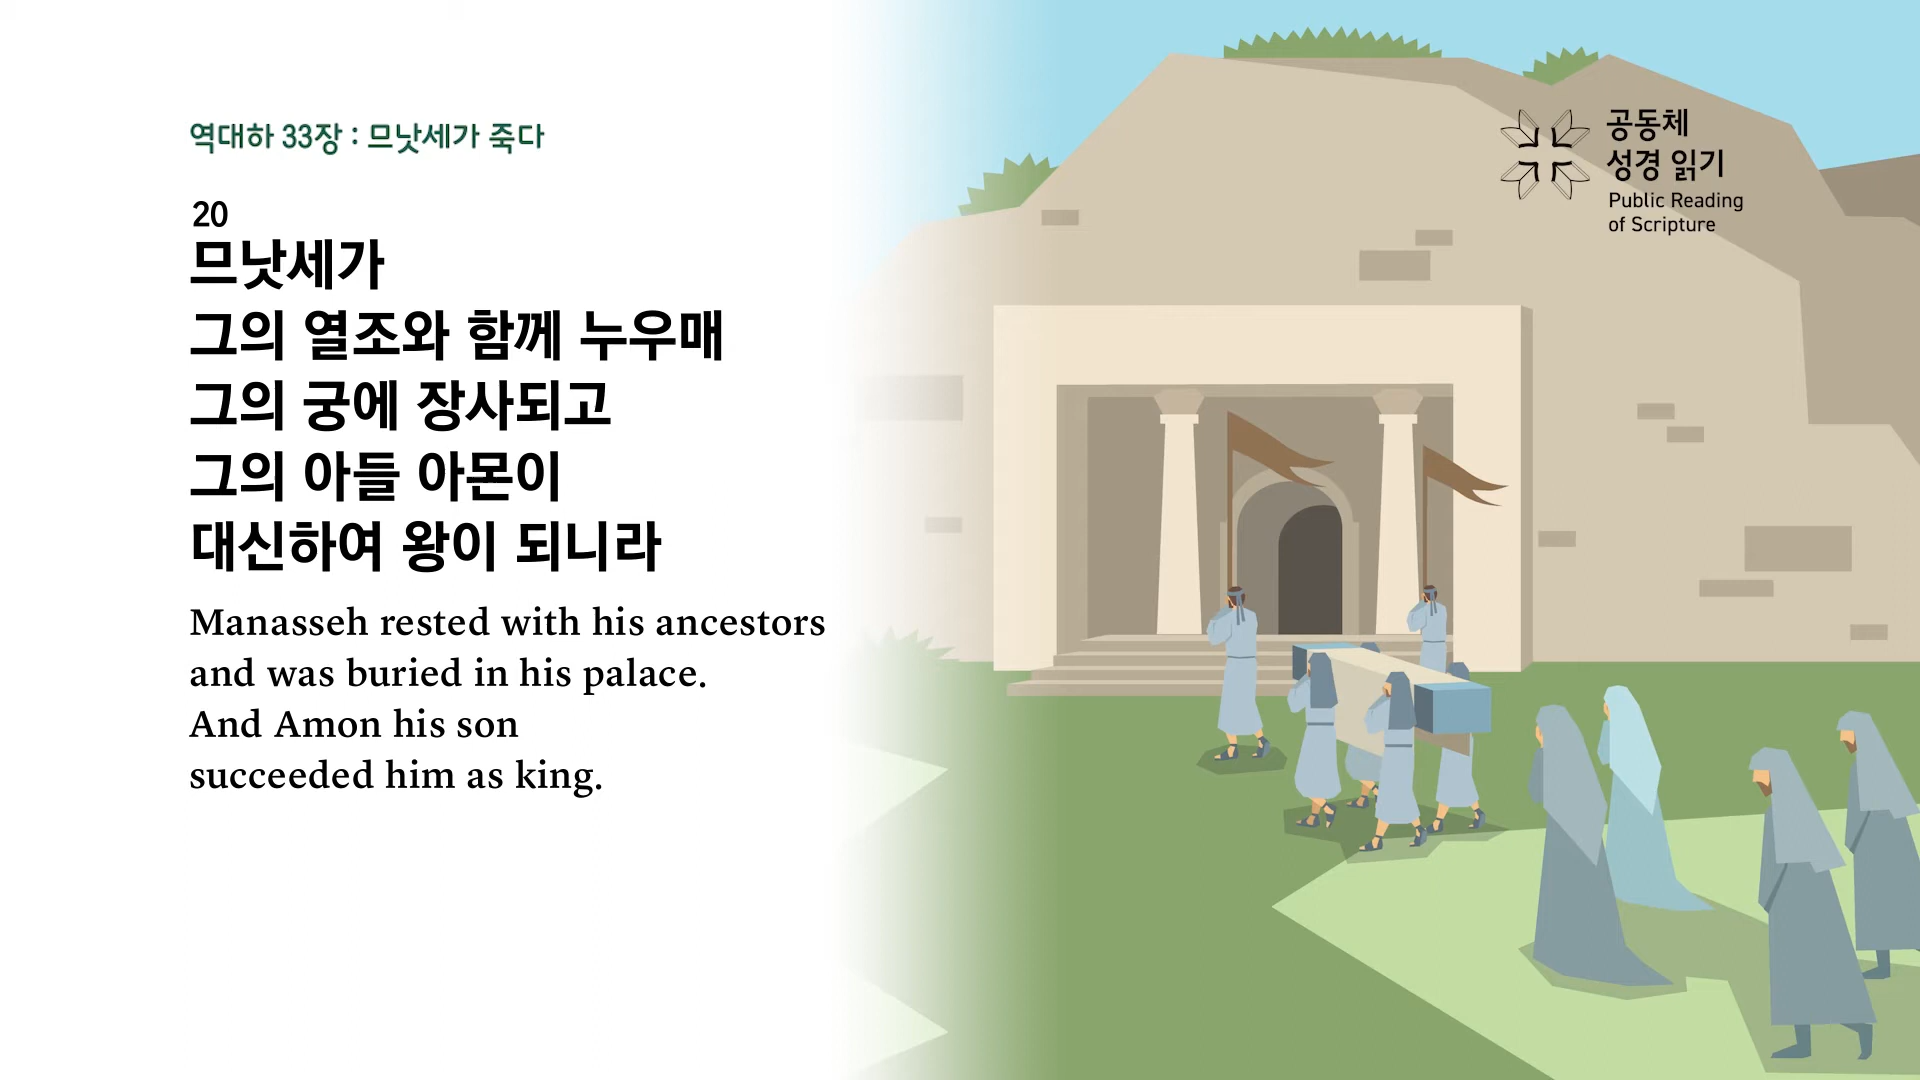 역대하 33장 : 므낫세가 죽다
20
므낫세가
그의 열조와 함께 누우매
그의 궁에 장사되고
그의 아들 아몬이
대신하여 왕이 되니라
Manasseh rested with his ancestors
and was buried in his palace.
And Amon his son
succeeded him as king.
공동체
성경 읽기
Public Reading
of Scripture